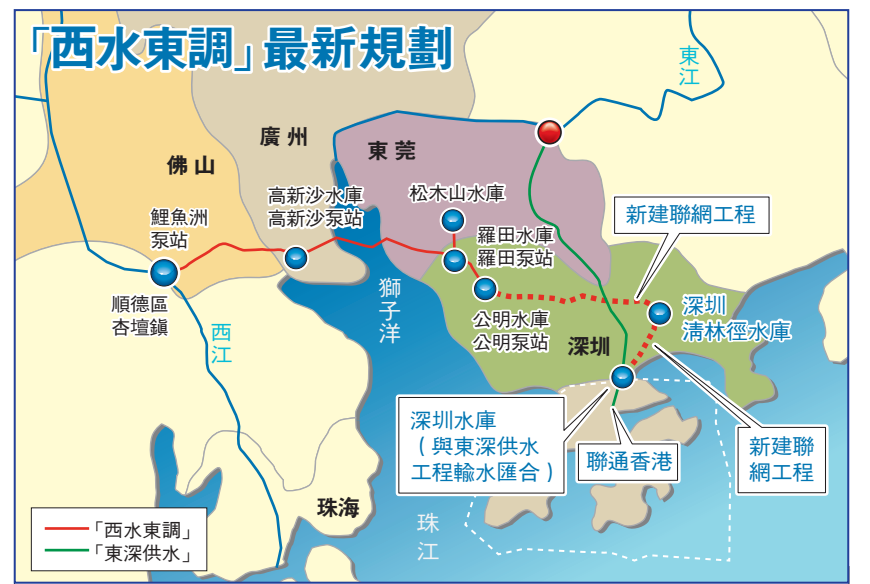 「西水東調」最新規劃
東江
廣州
東莞
佛山
高新沙水庫
高新沙泵站
松木山水庫
鯉魚洲
泵站
羅田水庫
羅田泵站
新建聯網工程
獅子洋
順德區
杏壇鎮
西江
公明水庫
公明泵站
深圳
深圳
清林徑水庫
深圳水庫
(與東深供水
工程輸水匯合)
聯通香港
新建聯
網工程
珠海
珠江
「西水東調」
「東深供水」